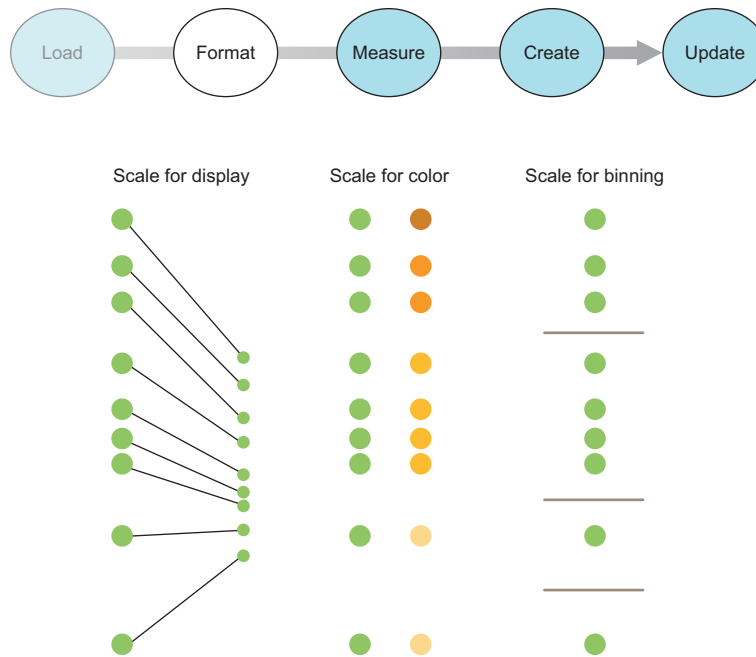 Load
Format
Measure
Create
Update
Scale for display
Scale for color
Scale for binning